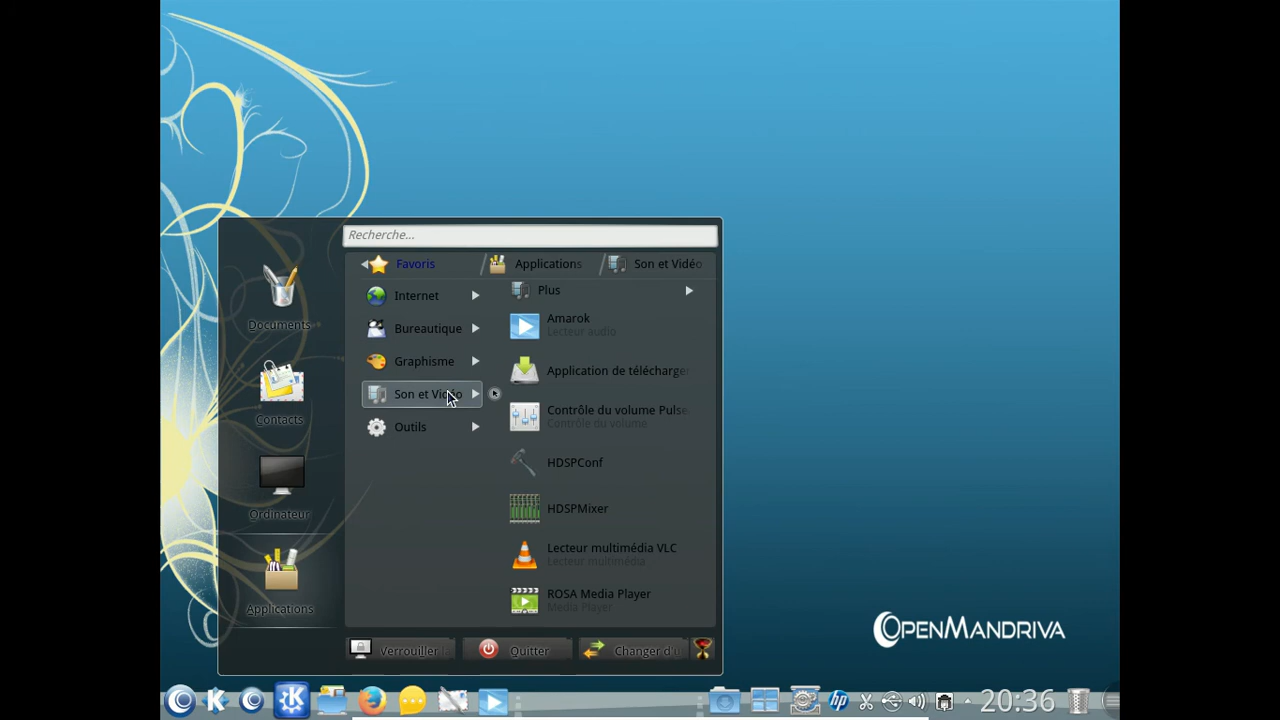 Recherche...
Favoris
Applications
Son et Vidéo
Internet
Bureautique
Graphisme
Son et Vidéo
Outils
Plus
Amarok
Lecteur audio
Application de télécharge
Contrôle du volume Pulse
Contrôle du volume
HDSPConf
HDSPMixer
Lecteur multimédia VLC
Lecteur multimédia
ROSA Media Player
Media Player
Documents
Contacts
Ordinateur
Applications
Verrouiller
Quitter
Changer d'u
OPENMANDRIVA
20:36